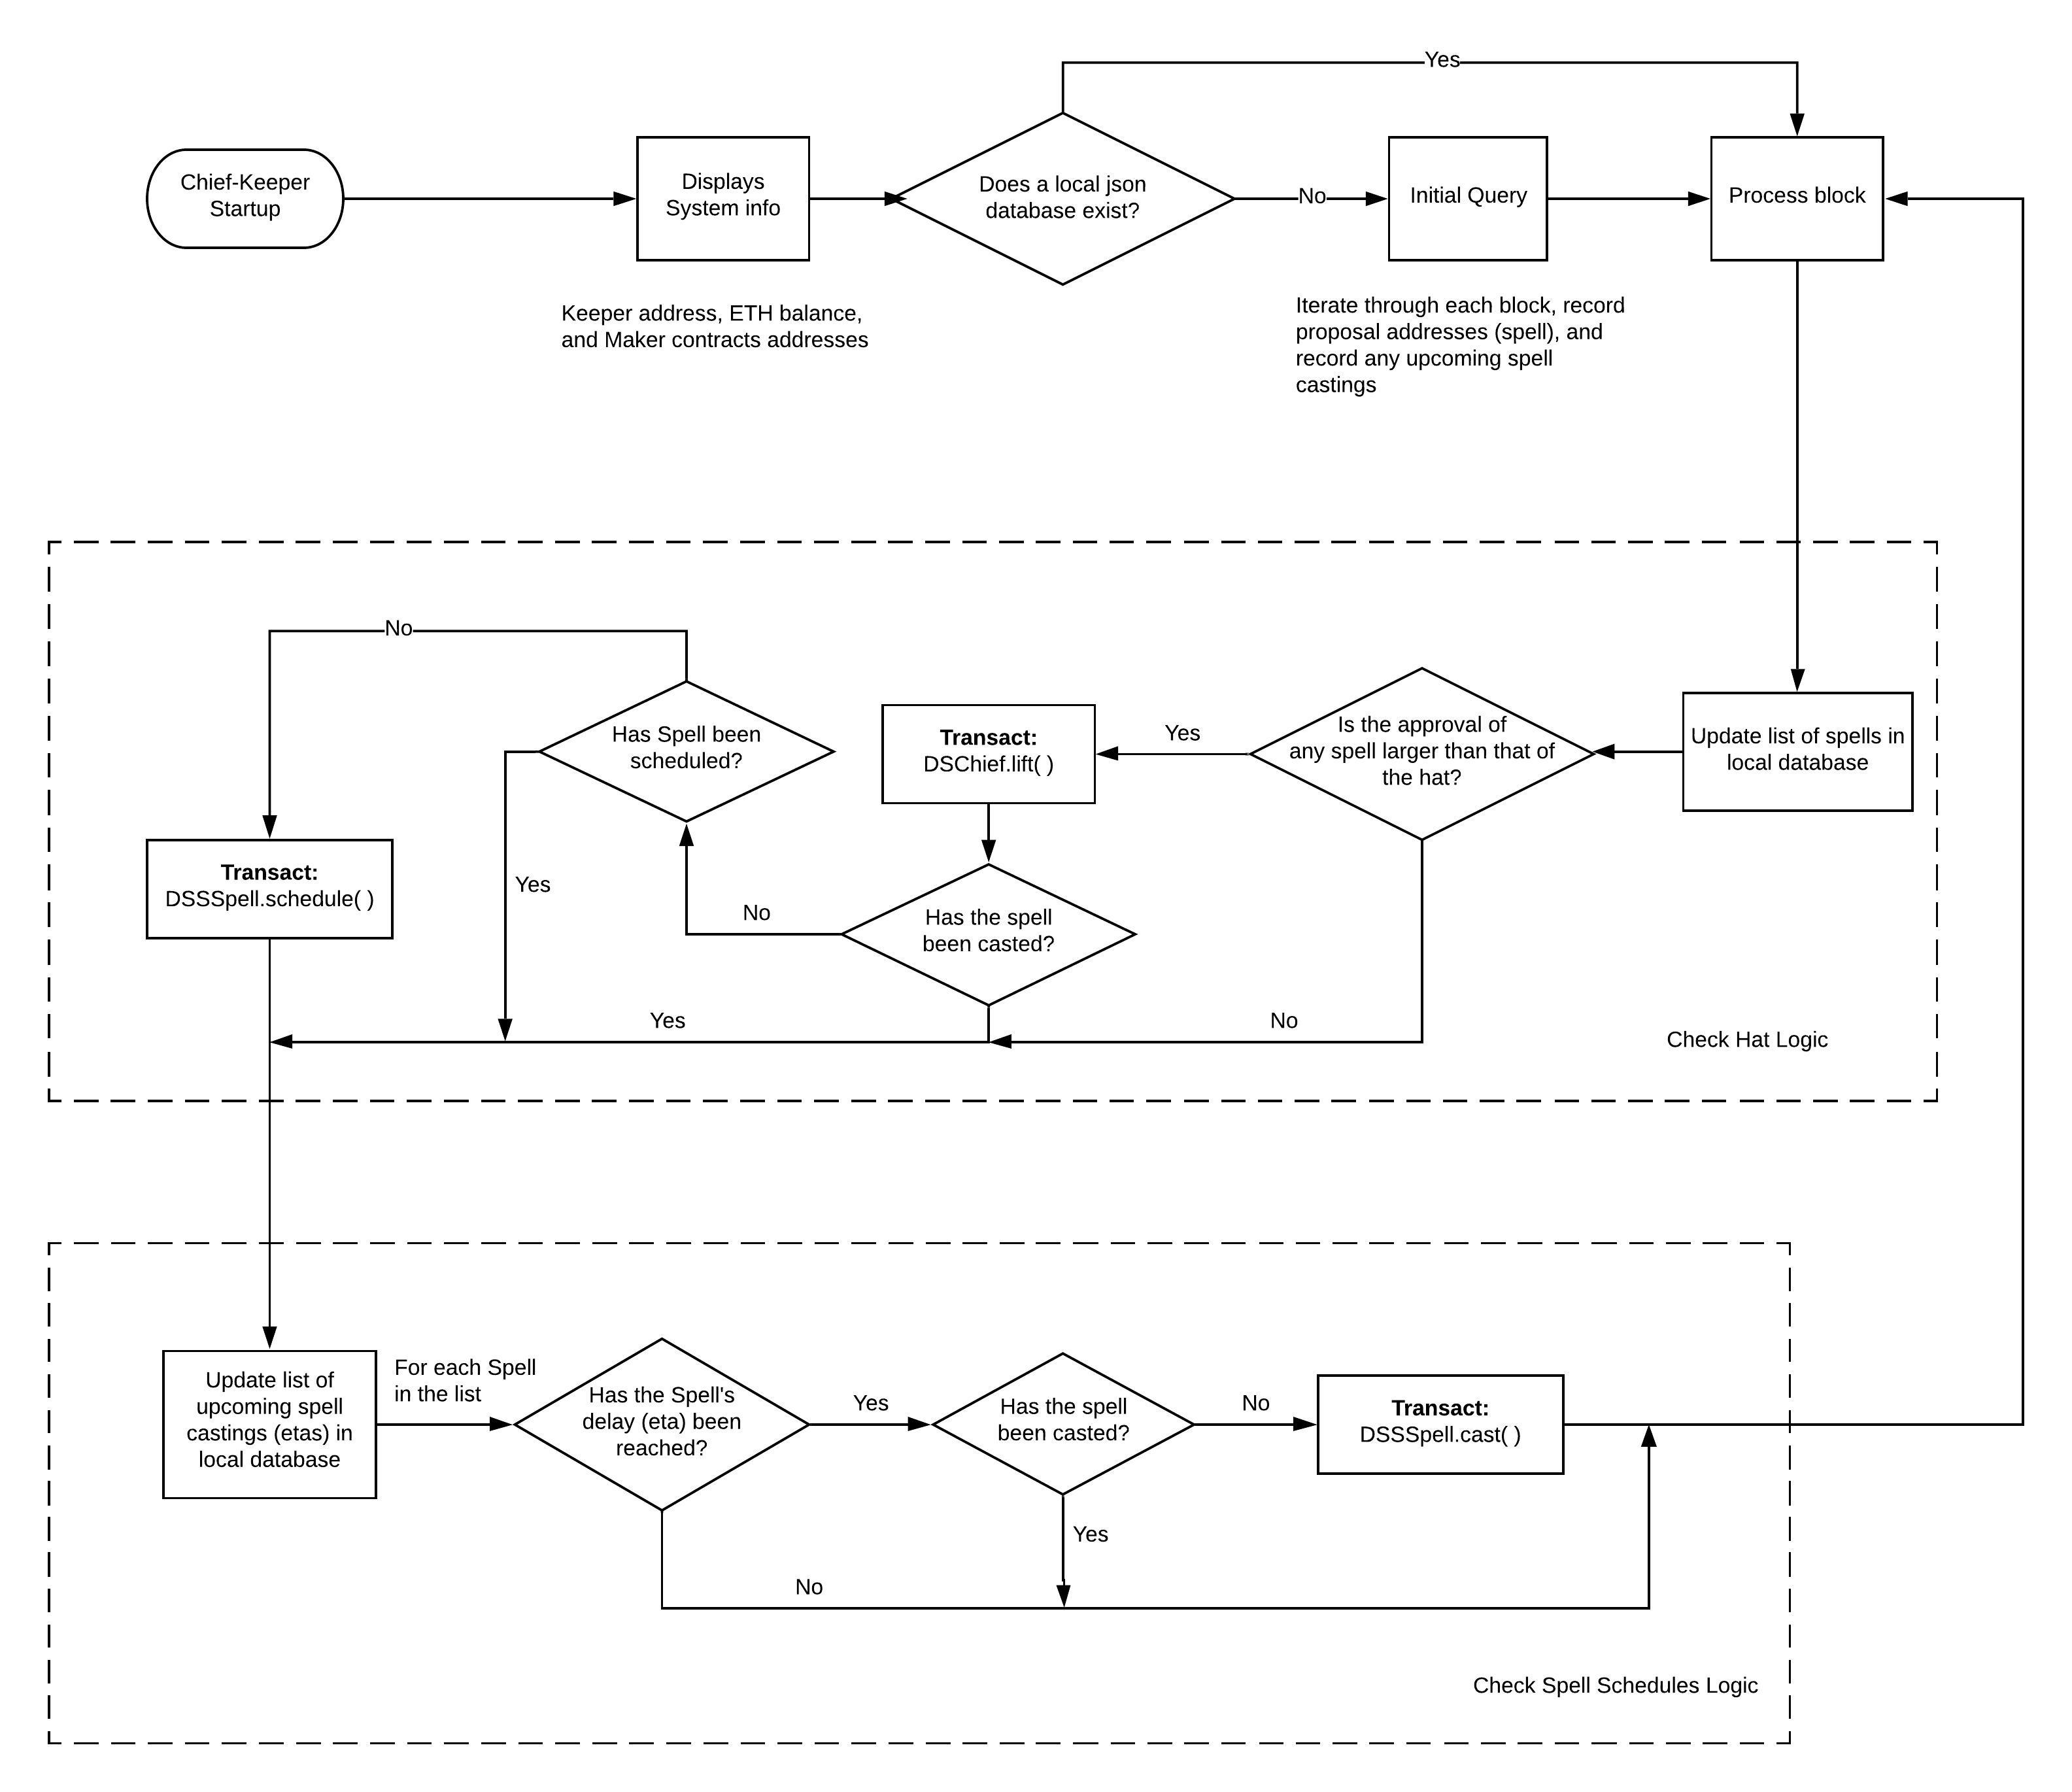 Yes
Chief-Keeper
Startup
Displays
System info
Does a local json
database exist?
No
Initial Query
Process block
Keeper address, ETH balance,
and Maker contracts addresses
Iterate through each block, record
proposal addresses (spell), and
record any upcoming spell
castings
No
Has Spell been
scheduled?
Transact:
DSChief.lift( )
Yes
Is the approval of
any spell larger than that of
the hat?
Update list of spells in
local database
Transact:
DSSSpell.schedule( )
Yes
No
Has the spell
been casted?
Yes
No
Check Hat Logic
Update list of
upcoming spell
castings (etas) in
local database
For each Spell
in the list
Has the Spell's
delay (eta) been
reached?
Yes
Has the spell
been casted?
No
Transact:
DSSSpell.cast( )
Yes
No
Check Spell Schedules Logic